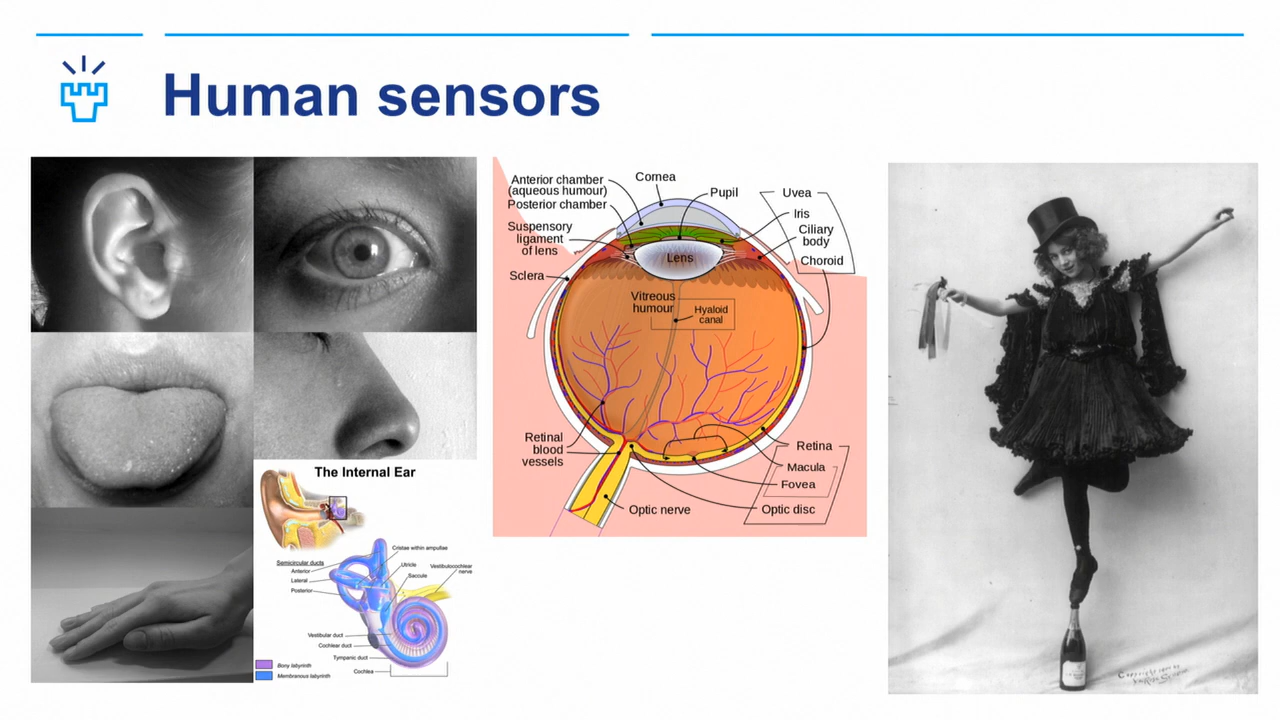 Human sensors
The Internal Ear
Semicircular ducts
Anterior
Lateral
Posterior
Cristae within ampullae
Utricle
Saccule
Vestibulocochlear
nerve
Vestibular duct
Cochlear duct
Tympanic duct
Cochlea
Bony labyrinth
Membranous labyrinth
Anterior chamber
(aqueous humour)
Posterior chamber
Suspensory
ligament
of lens
Sclera
Cornea
Pupil
Uvea
Iris
Ciliary
body
Choroid
Lens
Vitreous
humour
Hyaloid
canal
Retinal
blood
vessels
Optic nerve
Retina
Macula
Fovea
Optic disc
Copyright